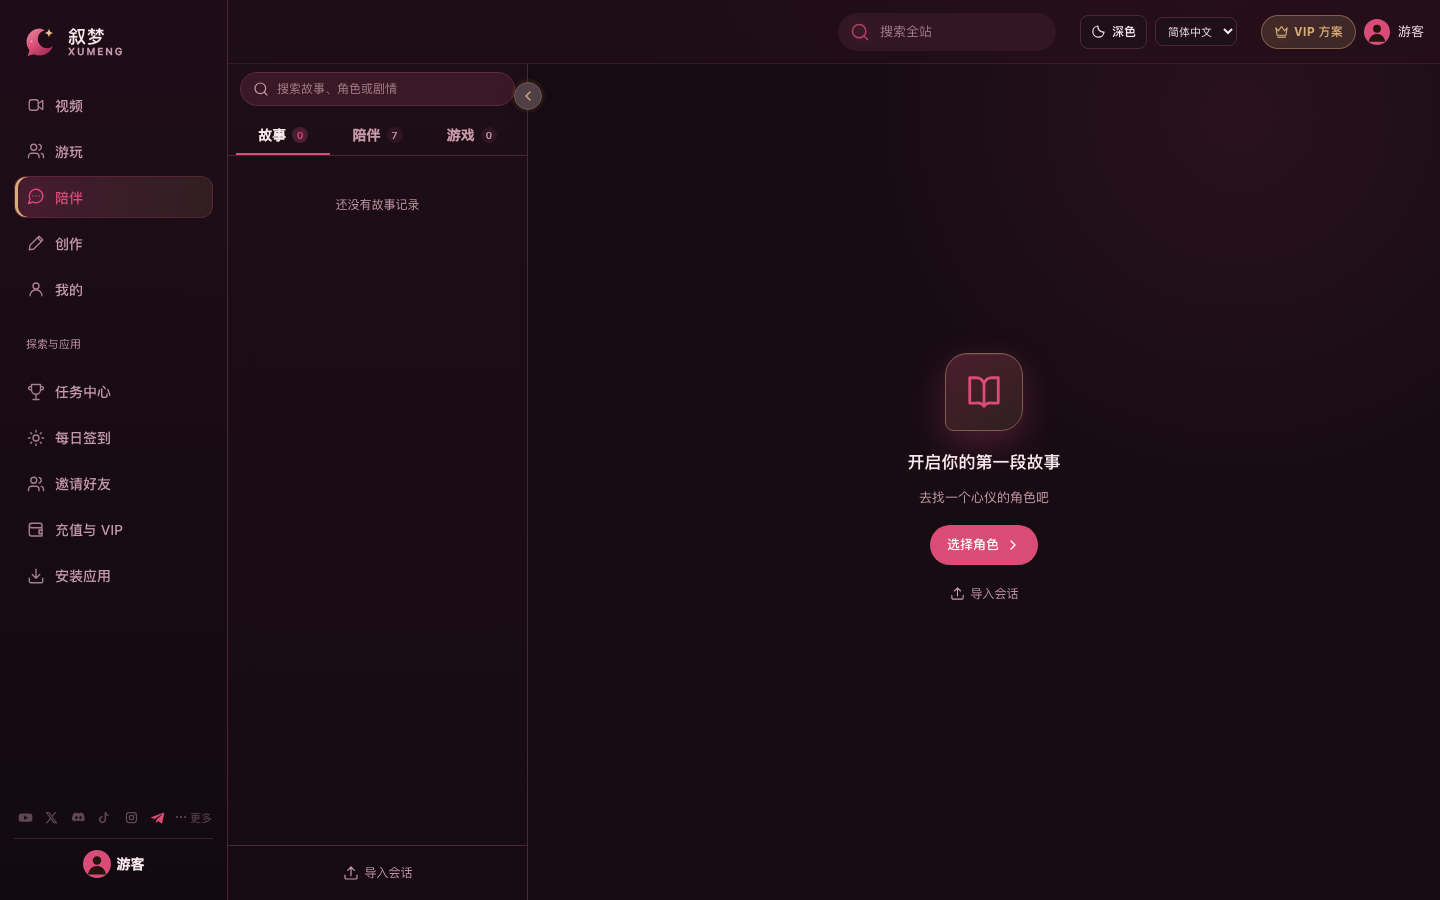 叙梦
XUMENG
搜索全站
深色
简体中文
VIP 方案
游客
视频
游玩
陪伴
创作
我的
探索与应用
任务中心
每日签到
邀请好友
充值与 VIP
安装应用
更多
游客
搜索故事、角色或剧情
故事 0
陪伴 7
游戏 0
还没有故事记录
导入会话
开启你的第一段故事
去找一个心仪的角色吧
选择角色
导入会话